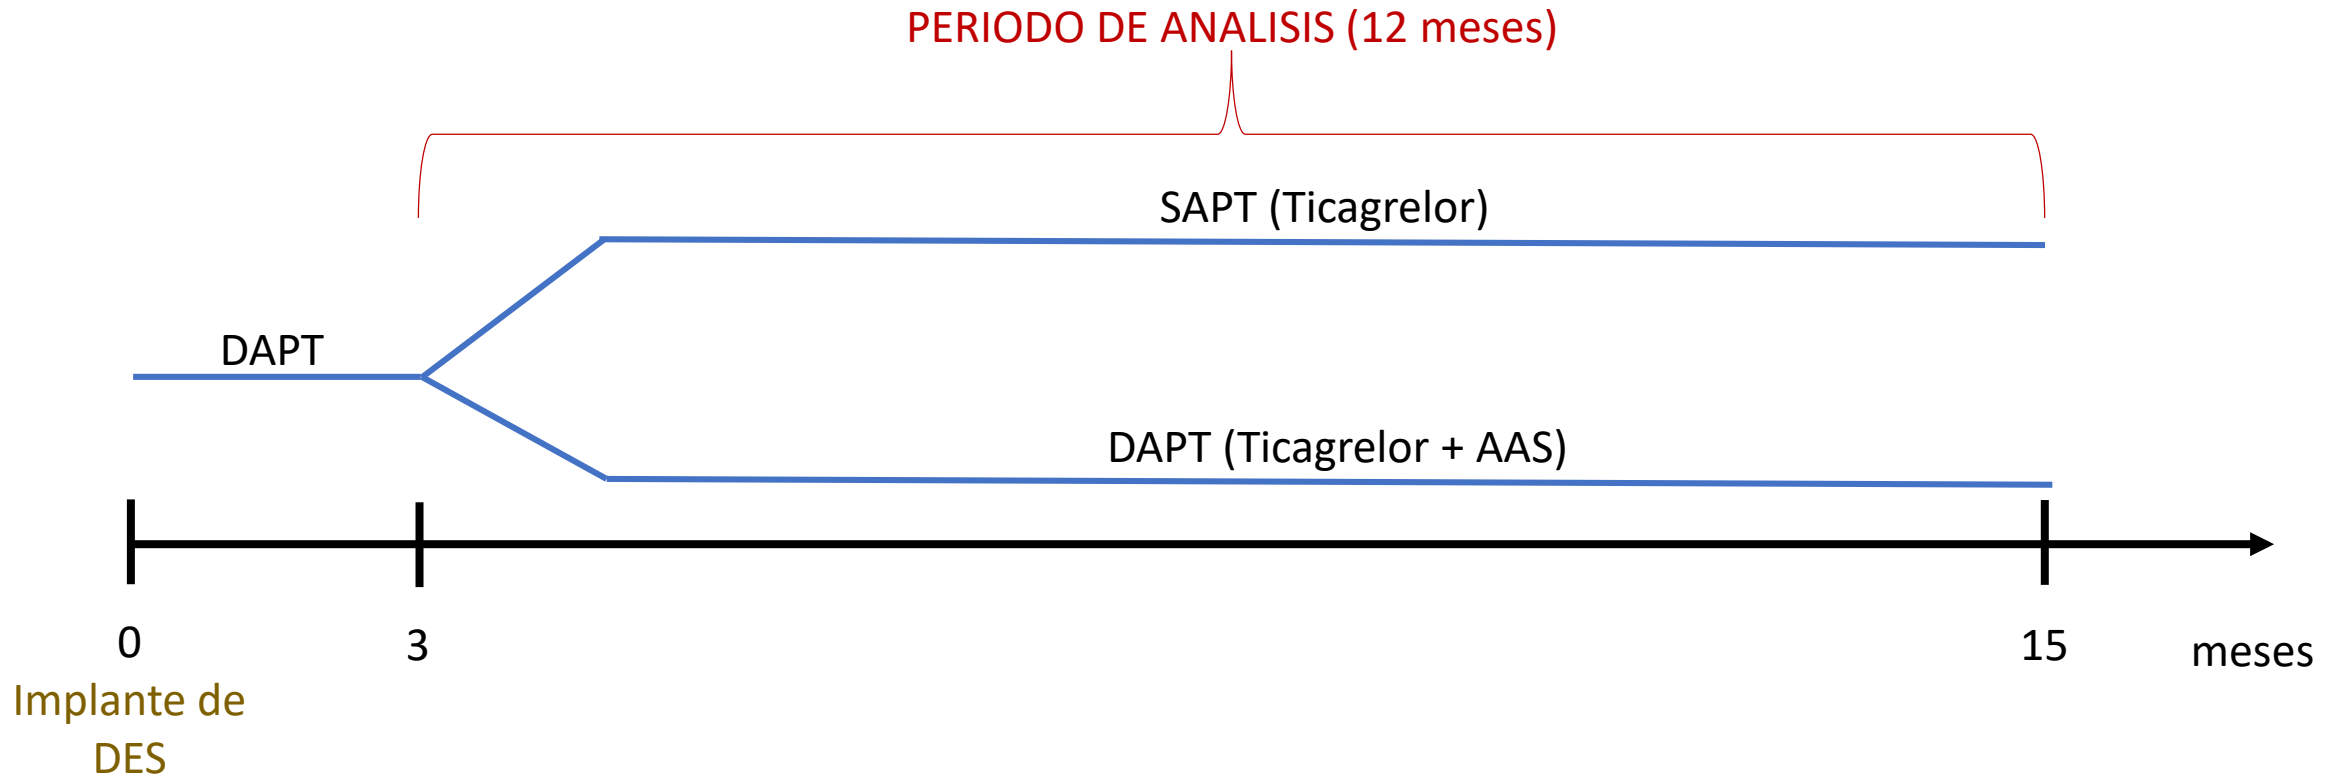 PERIODO DE ANALISIS (12 meses)
SAPT (Ticagrelor)
DAPT
DAPT (Ticagrelor + AAS)
0
3
15
meses
Implante de
DES